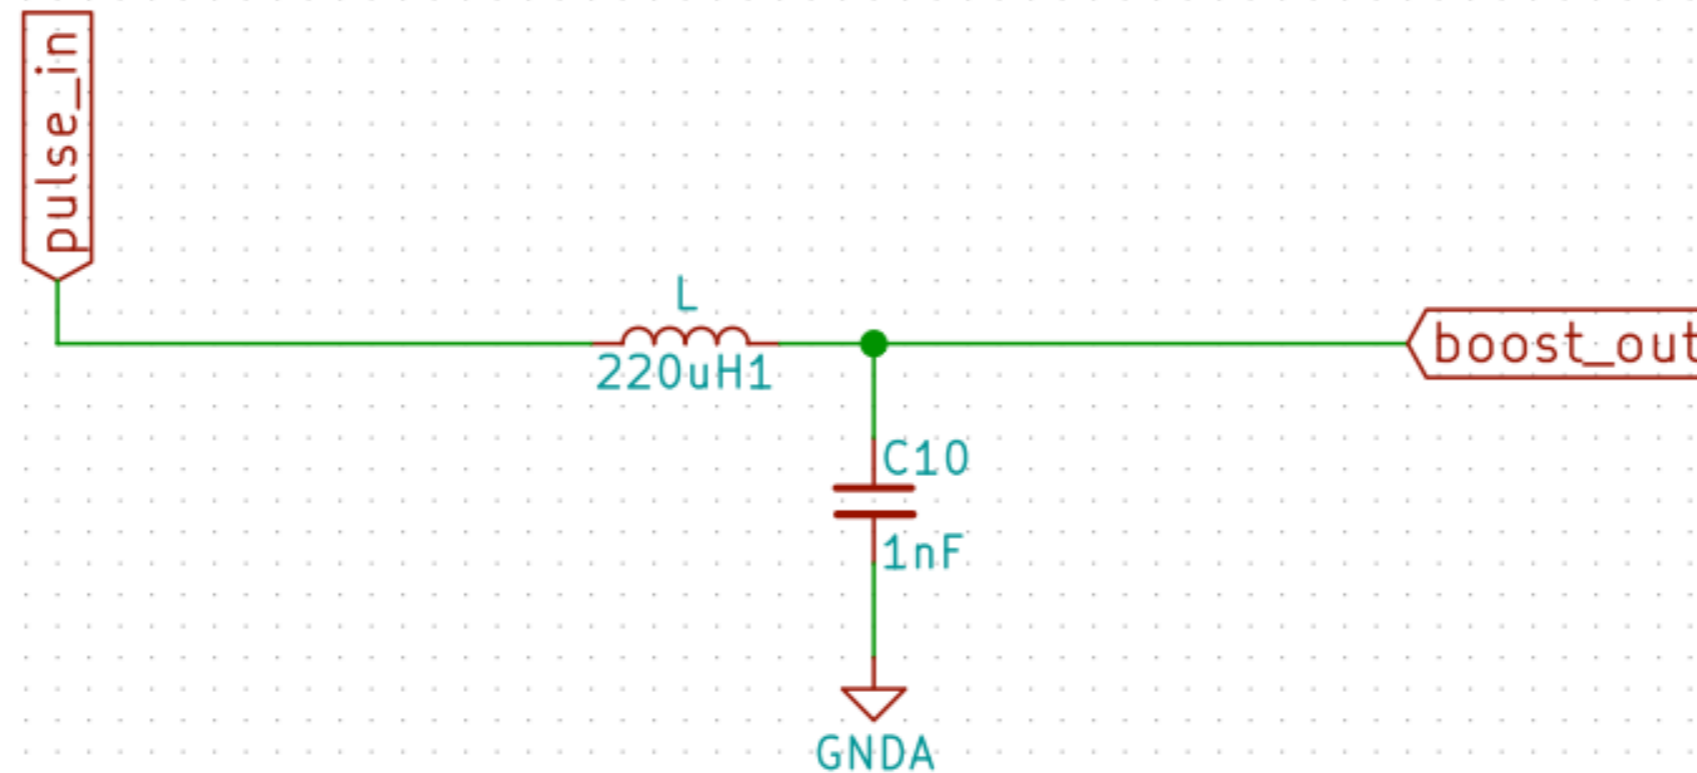 pulse_in
L
220uH1
boost_out
C10
1nF
GNDA